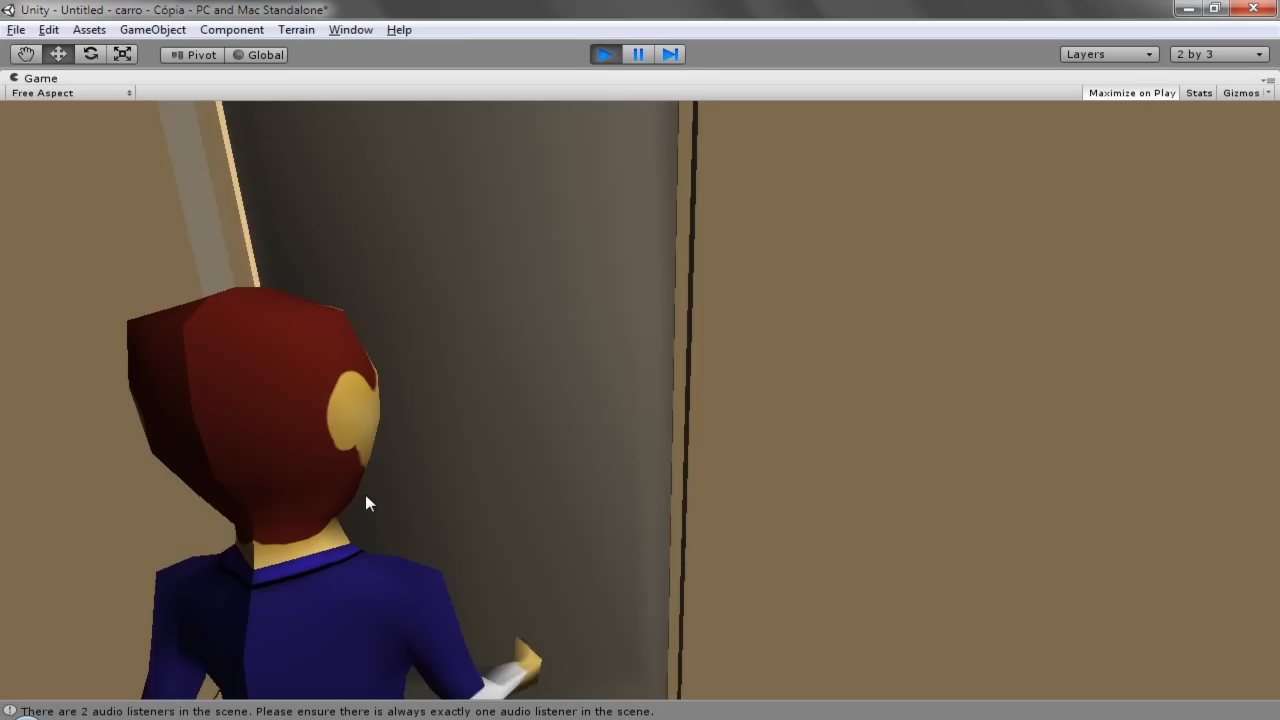 Unity - Untitled - carro - Cópia - PC and Mac Standalone*
File Edit Assets GameObject Component Terrain Window Help
Pivot Global Layers 2 by 3
Game
Free Aspect Maximize on Play Stats Gizmos
There are 2 audio listeners in the scene. Please ensure there is always exactly one audio listener in the scene.